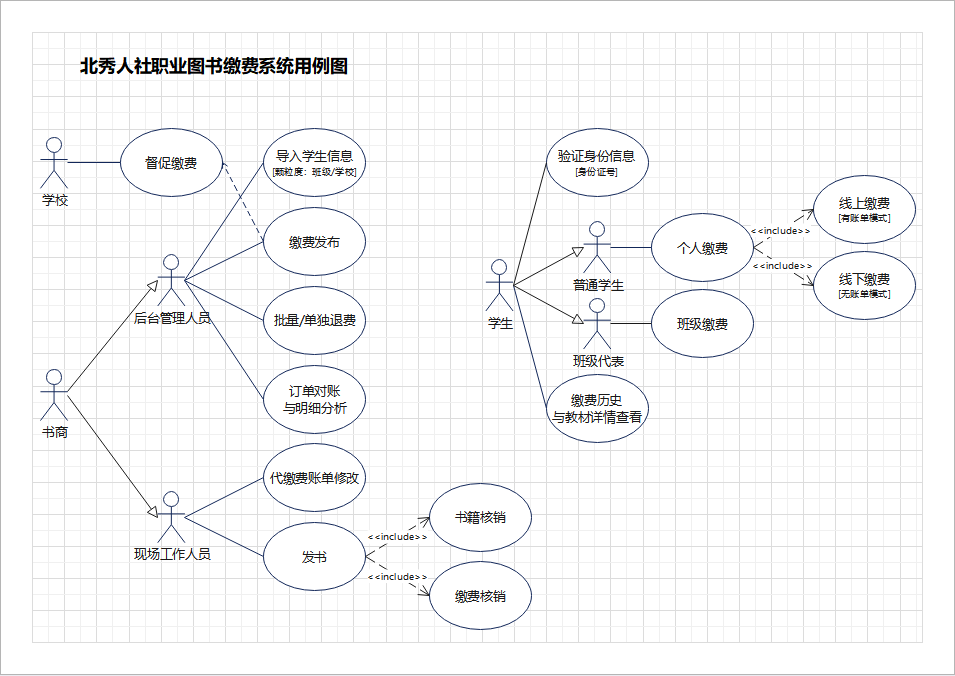 北秀人社职业图书缴费系统用例图
学校
督促缴费
导入学生信息
[颗粒度：班级/学校]
缴费发布
后台管理人员
批量/单独退费
订单对账
与明细分析
书商
代缴费账单修改
现场工作人员
发书
<<include>>
<<include>>
书籍核销
缴费核销
验证身份信息
[身份证号]
学生
普通学生
个人缴费
<<include>>
<<include>>
线上缴费
[有账单模式]
线下缴费
[无账单模式]
班级代表
班级缴费
缴费历史
与教材详情查看